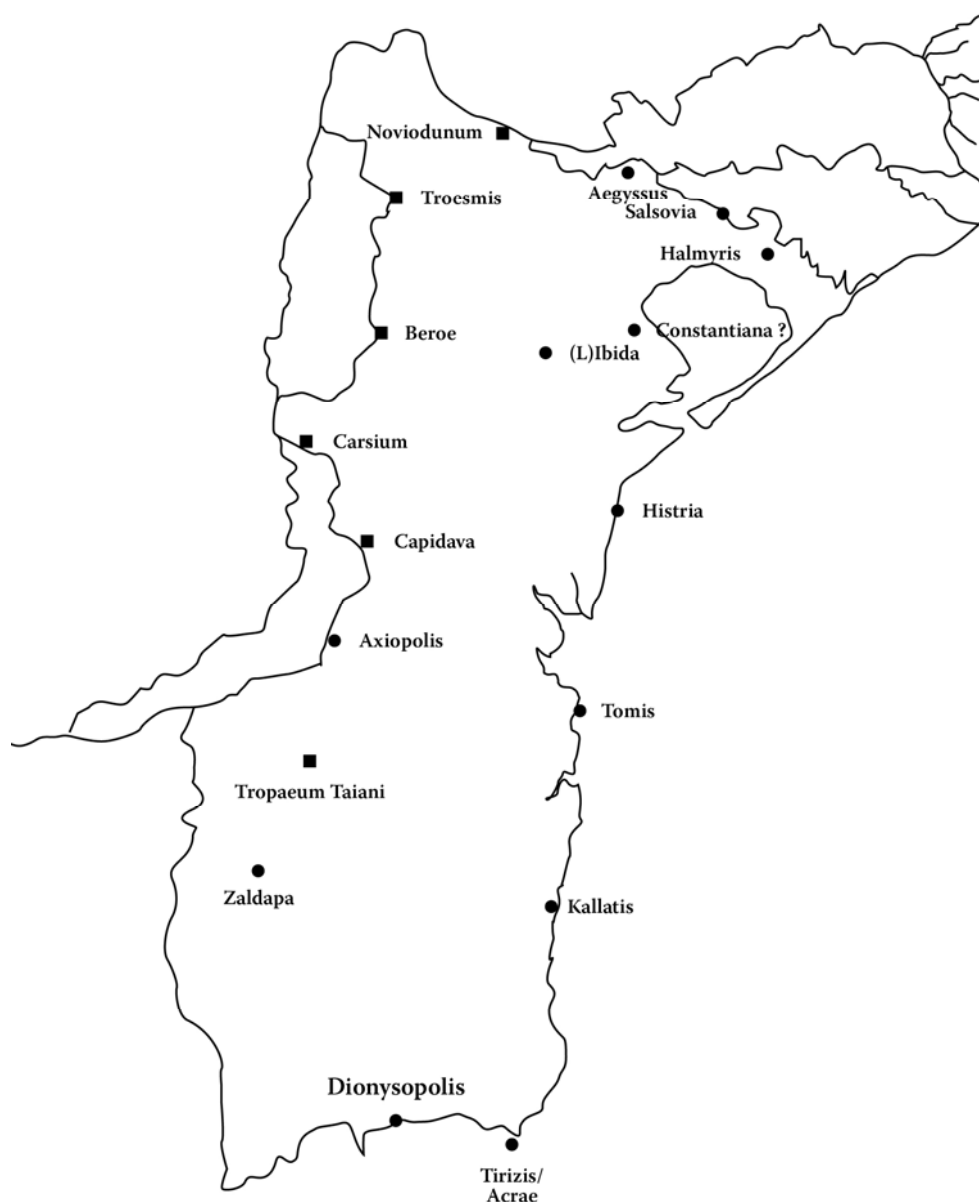 Noviodunum
Aegyssus
Troesmis
Salsovia
Halmyris
Beroe
Constantiana ?
(L)Ibida
Carsium
Histria
Capidava
Axiopolis
Tomis
Tropaeum Taiani
Zaldapa
Kallatis
Dionysopolis
Tirizis/
Acrae